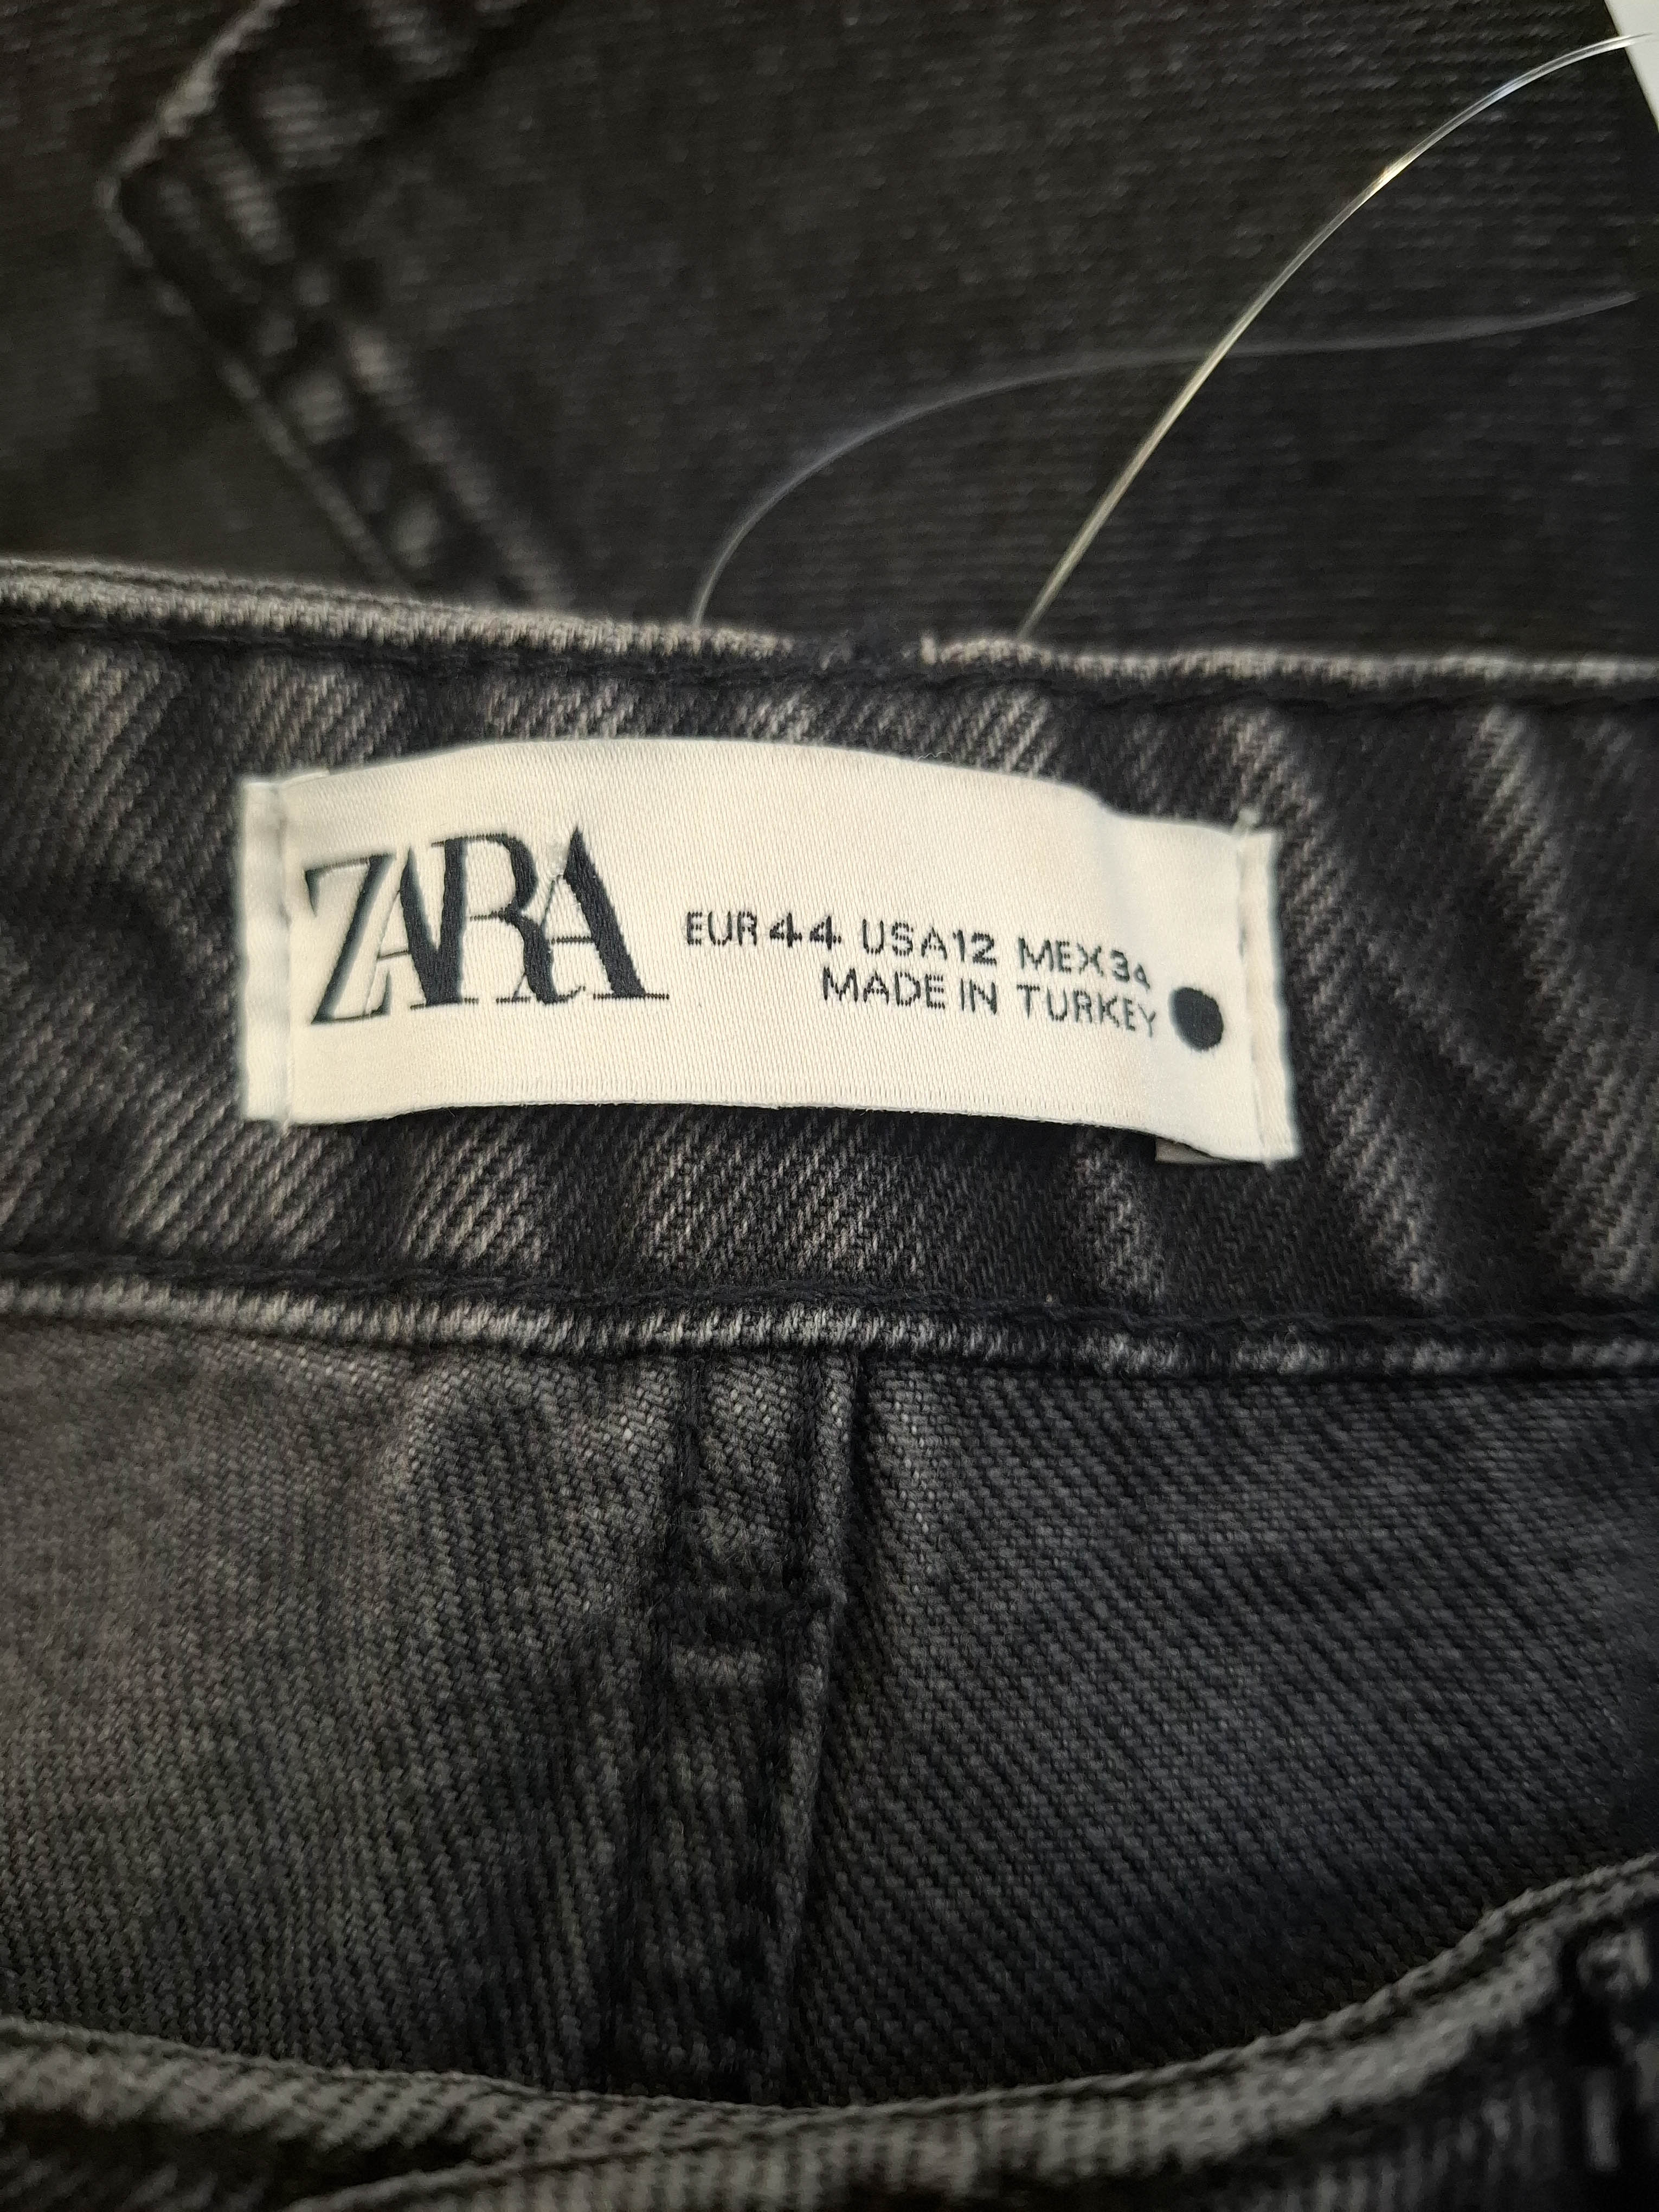 ZARA
EUR 44 USA 12 MEX 34
MADE IN TURKEY